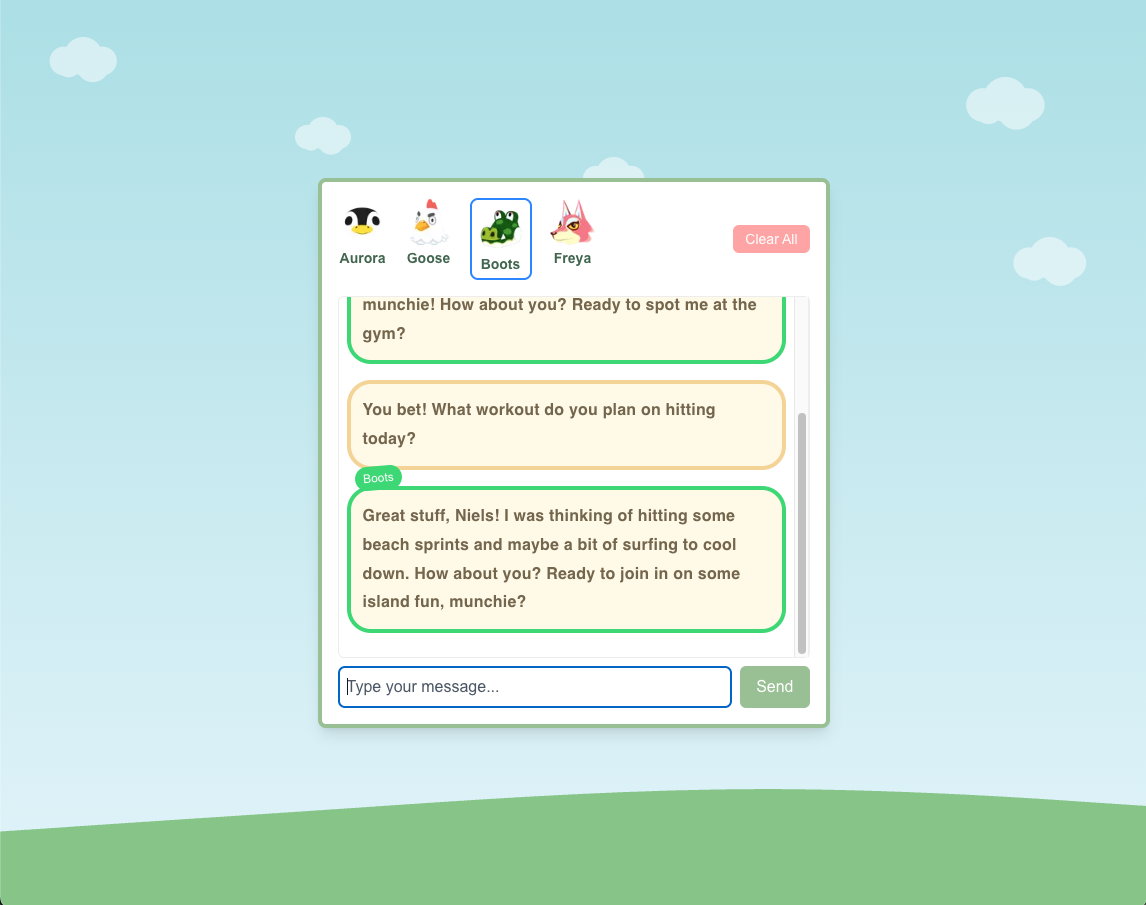 Aurora
Goose
Boots
Freya
Clear All
munchie! How about you? Ready to spot me at the
gym?
You bet! What workout do you plan on hitting
today?
Boots
Great stuff, Niels! I was thinking of hitting some
beach sprints and maybe a bit of surfing to cool
down. How about you? Ready to join in on some
island fun, munchie?
Type your message...
Send